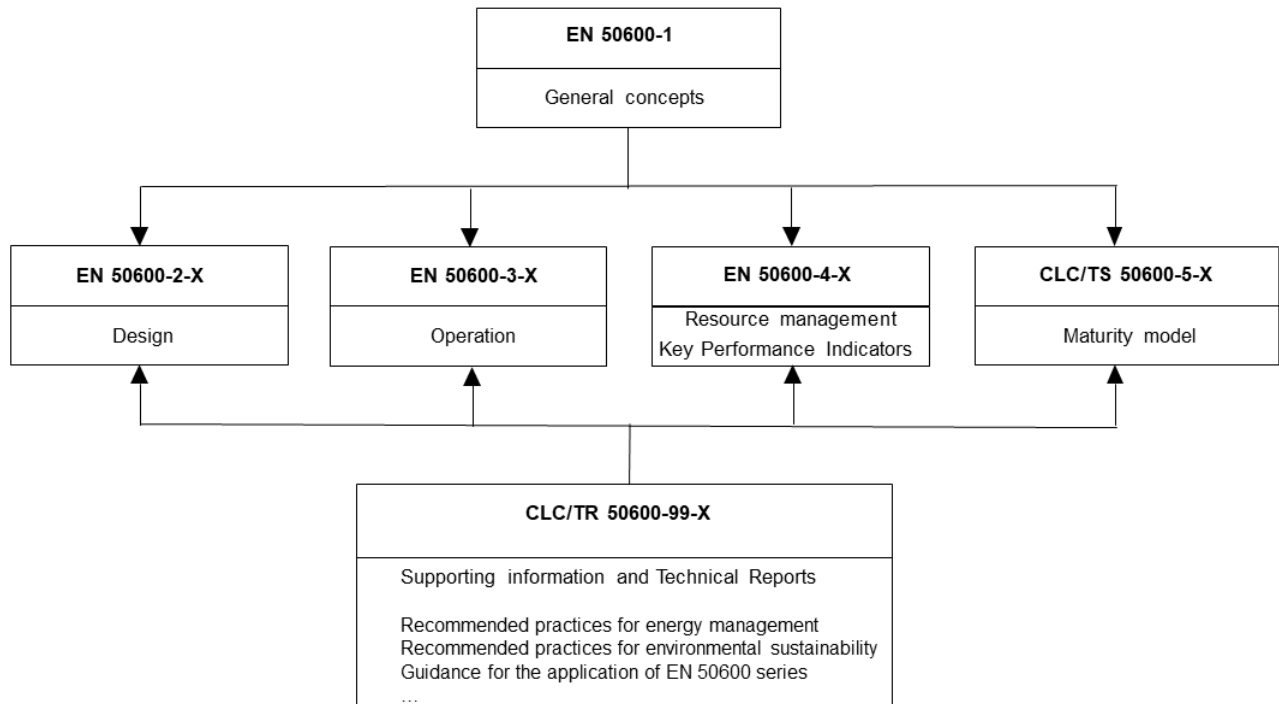 EN 50600-1
General concepts
EN 50600-2-X
Design
EN 50600-3-X
Operation
EN 50600-4-X
Resource management
Key Performance Indicators
CLC/TS 50600-5-X
Maturity model
CLC/TR 50600-99-X
Supporting information and Technical Reports
Recommended practices for energy management
Recommended practices for environmental sustainability
Guidance for the application of EN 50600 series
...